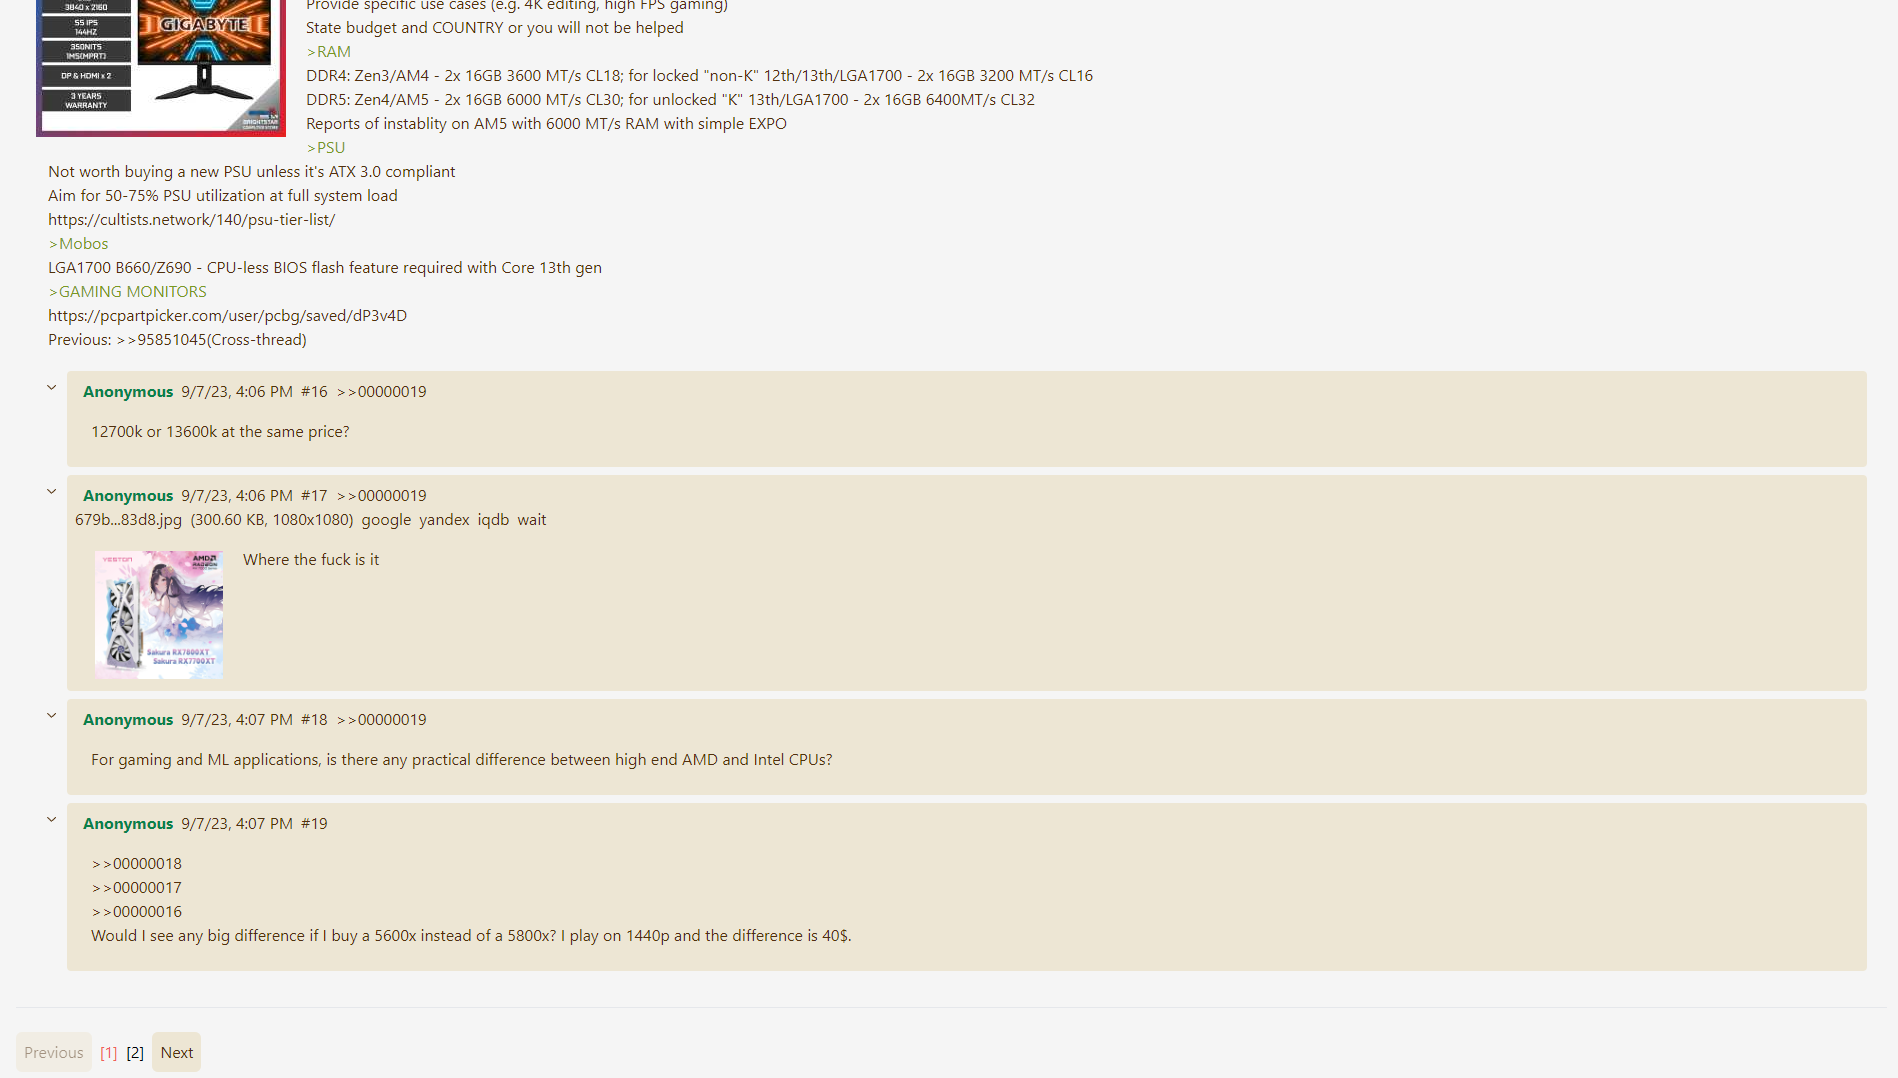 3840 x 2160
55 IPS
144HZ
350NITS
1MS(MPRT)
DP & HDMI x 2
3 YEARS
WARRANTY
GIGABYTE
BRIGHTSTAR
Provide specific use cases (e.g. 4K editing, high FPS gaming)
State budget and COUNTRY or you will not be helped
>RAM
DDR4: Zen3/AM4 - 2x 16GB 3600 MT/s CL18; for locked "non-K" 12th/13th/LGA1700 - 2x 16GB 3200 MT/s CL16
DDR5: Zen4/AM5 - 2x 16GB 6000 MT/s CL30; for unlocked "K" 13th/LGA1700 - 2x 16GB 6400MT/s CL32
Reports of instablity on AM5 with 6000 MT/s RAM with simple EXPO
>PSU
Not worth buying a new PSU unless it's ATX 3.0 compliant
Aim for 50-75% PSU utilization at full system load
https://cultists.network/140/psu-tier-list/
>Mobos
LGA1700 B660/Z690 - CPU-less BIOS flash feature required with Core 13th gen
>GAMING MONITORS
https://pcpartpicker.com/user/pcbg/saved/dP3v4D
Previous: >>95851045(Cross-thread)
Anonymous 9/7/23, 4:06 PM #16 >>00000019
12700k or 13600k at the same price?
Anonymous 9/7/23, 4:06 PM #17 >>00000019
679b...83d8.jpg (300.60 KB, 1080x1080) google yandex iqdb wait
YESTON
AMD
RADEON
Sakura RX7800XT
Sakura RX7700XT
Where the fuck is it
Anonymous 9/7/23, 4:07 PM #18 >>00000019
For gaming and ML applications, is there any practical difference between high end AMD and Intel CPUs?
Anonymous 9/7/23, 4:07 PM #19
>>00000018
>>00000017
>>00000016
Would I see any big difference if I buy a 5600x instead of a 5800x? I play on 1440p and the difference is 40$.
Previous [1] [2] Next